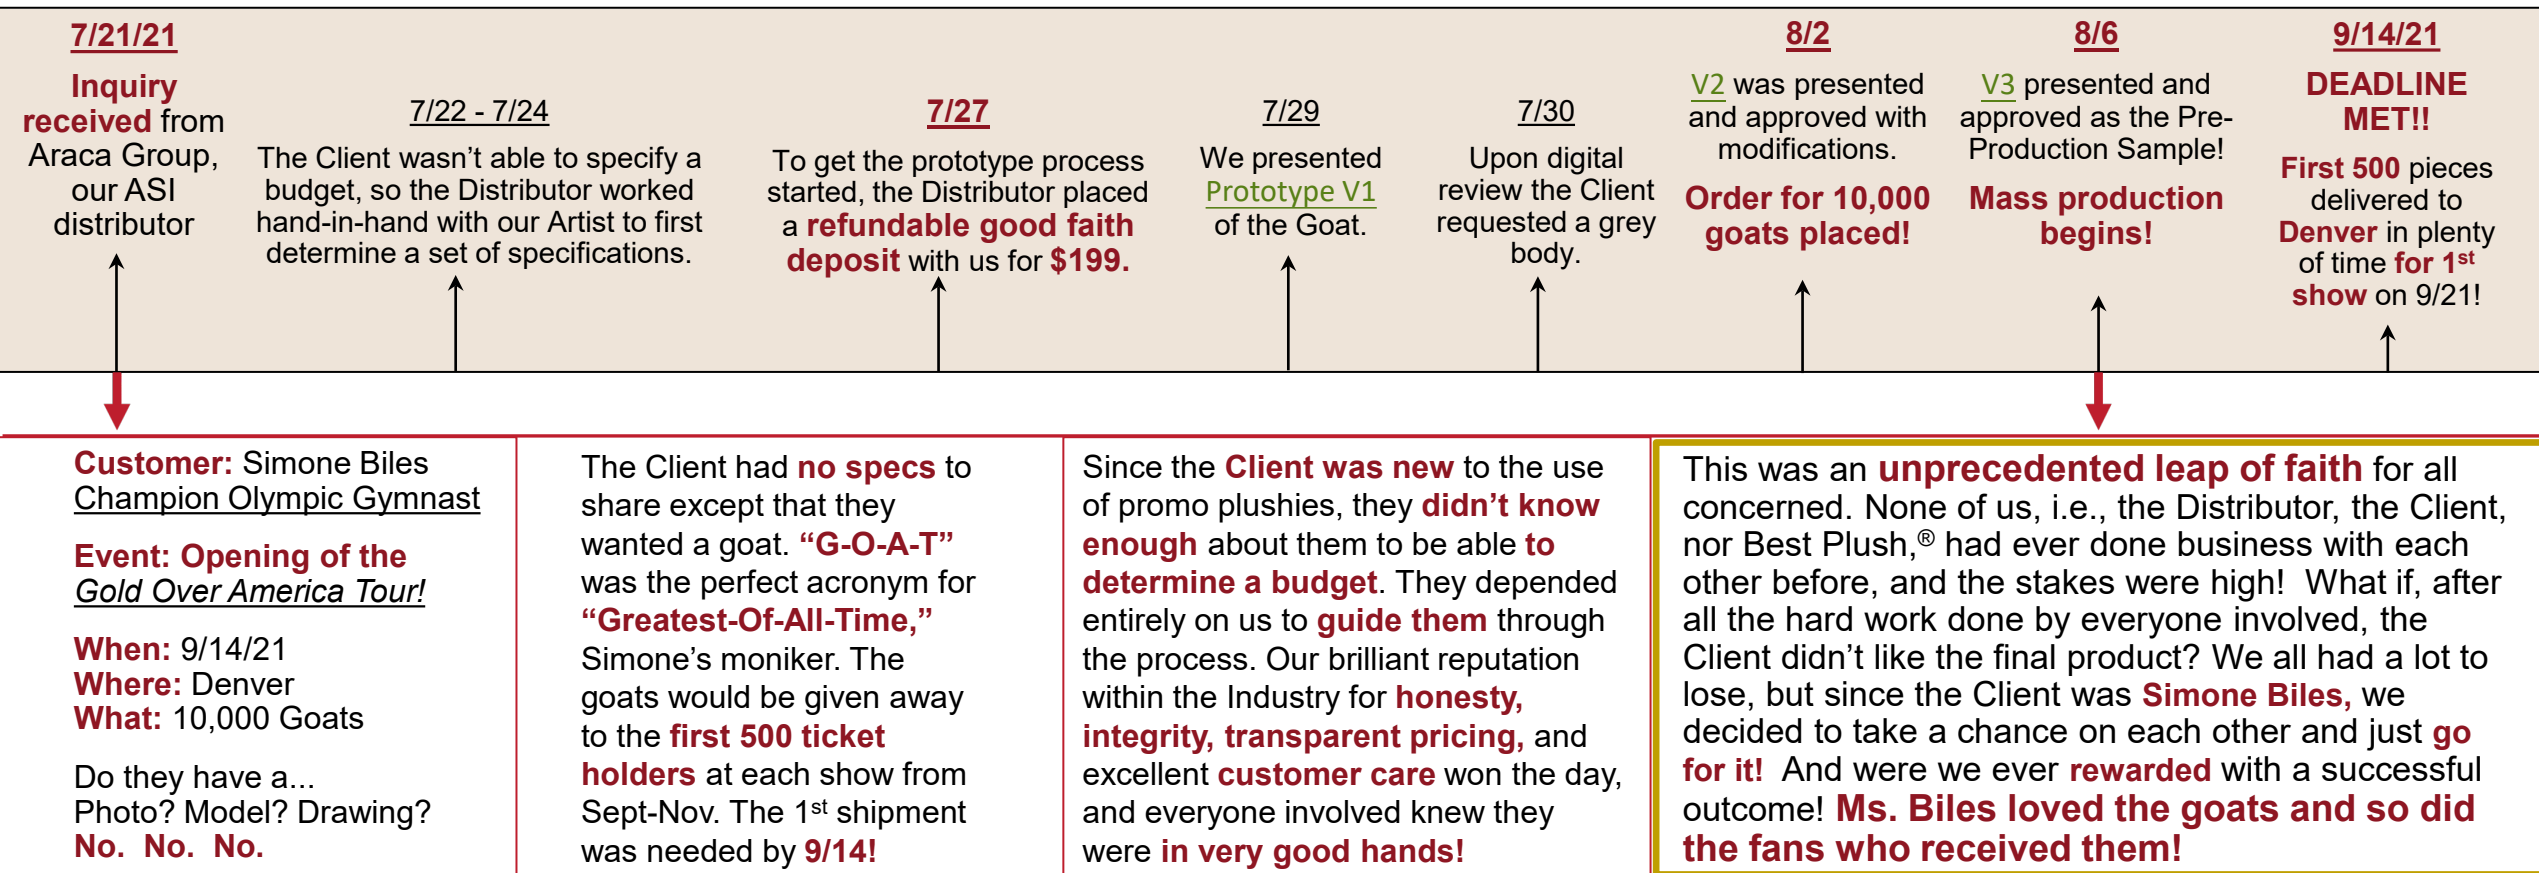 7/21/21
Inquiry
received from
Araca Group,
our ASI
distributor
7/22 - 7/24
The Client wasn’t able to specify a
budget, so the Distributor worked
hand-in-hand with our Artist to first
determine a set of specifications.
7/27
To get the prototype process
started, the Distributor placed
a refundable good faith
deposit with us for $199.
7/29
We presented
Prototype V1
of the Goat.
7/30
Upon digital
review the Client
requested a grey
body.
8/2
V2 was presented
and approved with
modifications.
Order for 10,000
goats placed!
8/6
V3 presented and
approved as the Pre-
Production Sample!
Mass production
begins!
9/14/21
DEADLINE
MET!!
First 500 pieces
delivered to
Denver in plenty
of time for 1st
show on 9/21!
Customer: Simone Biles
Champion Olympic Gymnast
Event: Opening of the
Gold Over America Tour!
When: 9/14/21
Where: Denver
What: 10,000 Goats
Do they have a...
Photo? Model? Drawing?
No. No. No.
The Client had no specs to
share except that they
wanted a goat. “G-O-A-T”
was the perfect acronym for
“Greatest-Of-All-Time,”
Simone’s moniker. The
goats would be given away
to the first 500 ticket
holders at each show from
Sept-Nov. The 1st shipment
was needed by 9/14!
Since the Client was new to the use
of promo plushies, they didn’t know
enough about them to be able to
determine a budget. They depended
entirely on us to guide them through
the process. Our brilliant reputation
within the Industry for honesty,
integrity, transparent pricing, and
excellent customer care won the day,
and everyone involved knew they
were in very good hands!
This was an unprecedented leap of faith for all
concerned. None of us, i.e., the Distributor, the Client,
nor Best Plush,® had ever done business with each
other before, and the stakes were high! What if, after
all the hard work done by everyone involved, the
Client didn’t like the final product? We all had a lot to
lose, but since the Client was Simone Biles, we
decided to take a chance on each other and just go
for it! And were we ever rewarded with a successful
outcome! Ms. Biles loved the goats and so did
the fans who received them!